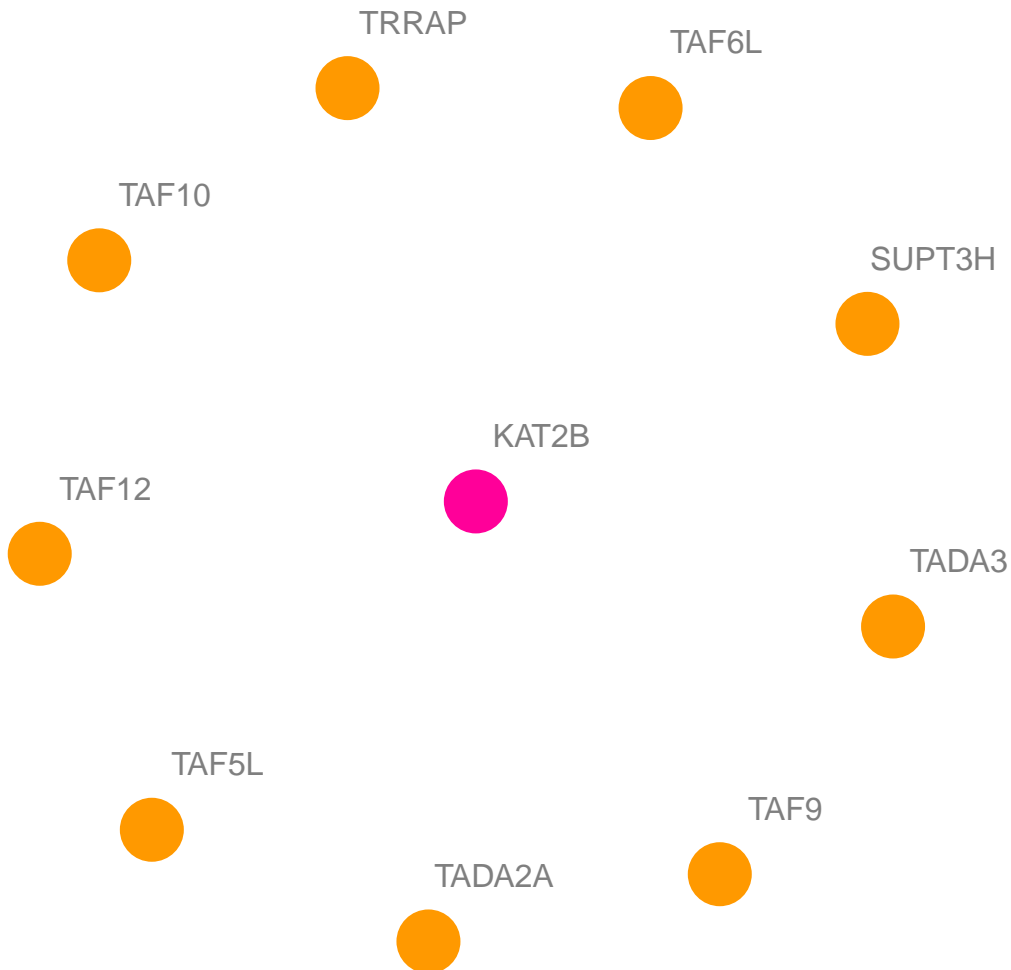 TRRAP
TAF6L
TAF10
SUPT3H
KAT2B
TAF12
TADA3
TAF5L
TAF9
TADA2A